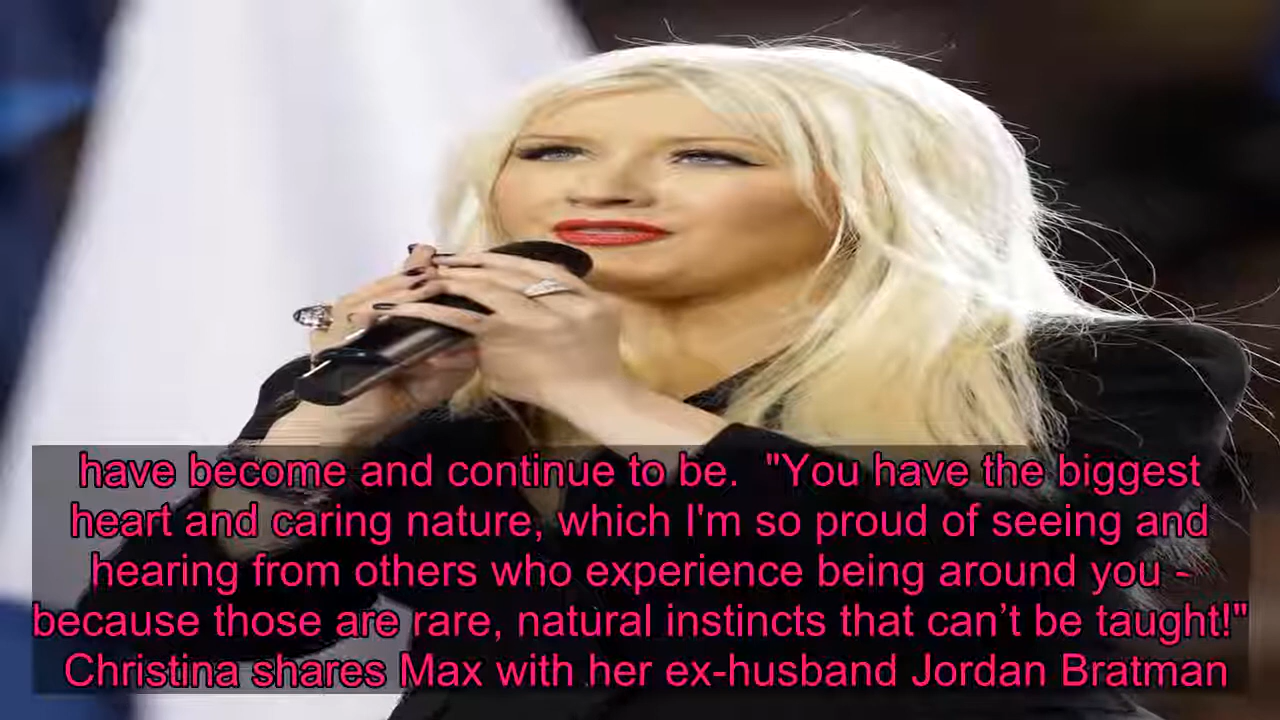 have become and continue to be.  "You have the biggest
heart and caring nature, which I'm so proud of seeing and
hearing from others who experience being around you -
because those are rare, natural instincts that can’t be taught!"
Christina shares Max with her ex-husband Jordan Bratman